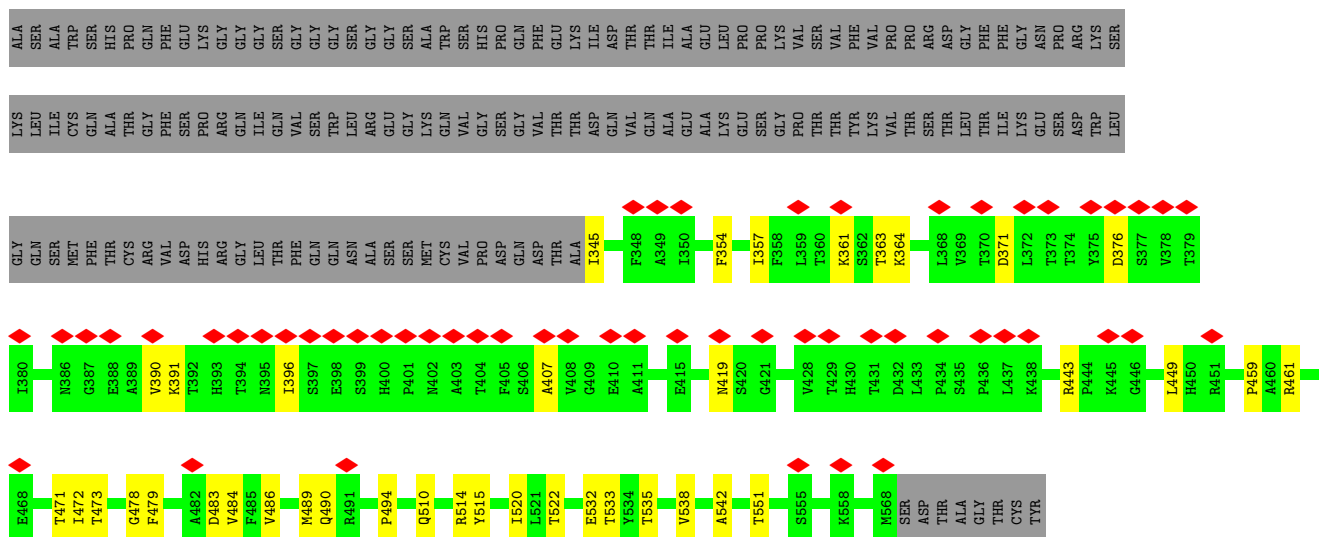 ALA SER ALA TRP SER HIS PRO GLN PHE GLU LYS GLY GLY GLY SER GLY GLY GLY SER GLY GLY SER ALA TRP SER HIS PRO GLN PHE GLU LYS ILE ASP THR THR ILE ALA GLU LEU PRO PRO LYS VAL SER VAL PHE VAL PRO PRO ARG ASP GLY PHE PHE GLY ASN PRO ARG LYS SER
LYS LEU ILE CYS GLN ALA THR GLY PHE SER PRO ARG GLN ILE GLN VAL SER TRP LEU ARG GLU GLY LYS GLN VAL GLY SER GLY VAL THR THR ASP GLN VAL GLN ALA GLU ALA LYS GLU SER GLY PRO THR THR TYR LYS VAL THR SER THR LEU THR ILE LYS GLU SER ASP TRP LEU
GLY GLN SER MET PHE THR CYS ARG VAL ASP HIS ARG GLY LEU THR PHE GLN GLN ASN ALA SER SER MET CYS VAL PRO ASP GLN ASP THR ALA I345 F348 A349 I350 F354 I357 F358 L359 T360 K361 S362 T363 K364 L368 V369 T370 D371 L372 T373 T374 Y375 D376 S377 V378 T379
I380 N386 G387 E388 A389 V390 K391 T392 H393 T394 N395 I396 S397 E398 S399 H400 P401 N402 A403 T404 F405 S406 A407 V408 G409 E410 A411 E415 N419 S420 G421 V428 T429 H430 T431 D432 L433 P434 S435 P436 L437 K438 R443 P444 K445 G446 L449 H450 R451 P459 A460 R461
E468 T471 I472 T473 G478 F479 A482 D483 V484 F485 V486 M489 Q490 R491 P494 Q510 R514 Y515 I520 L521 T522 E532 T533 Y534 T535 V538 A542 T551 S555 K558 M568 SER ASP THR ALA GLY THR CYS TYR